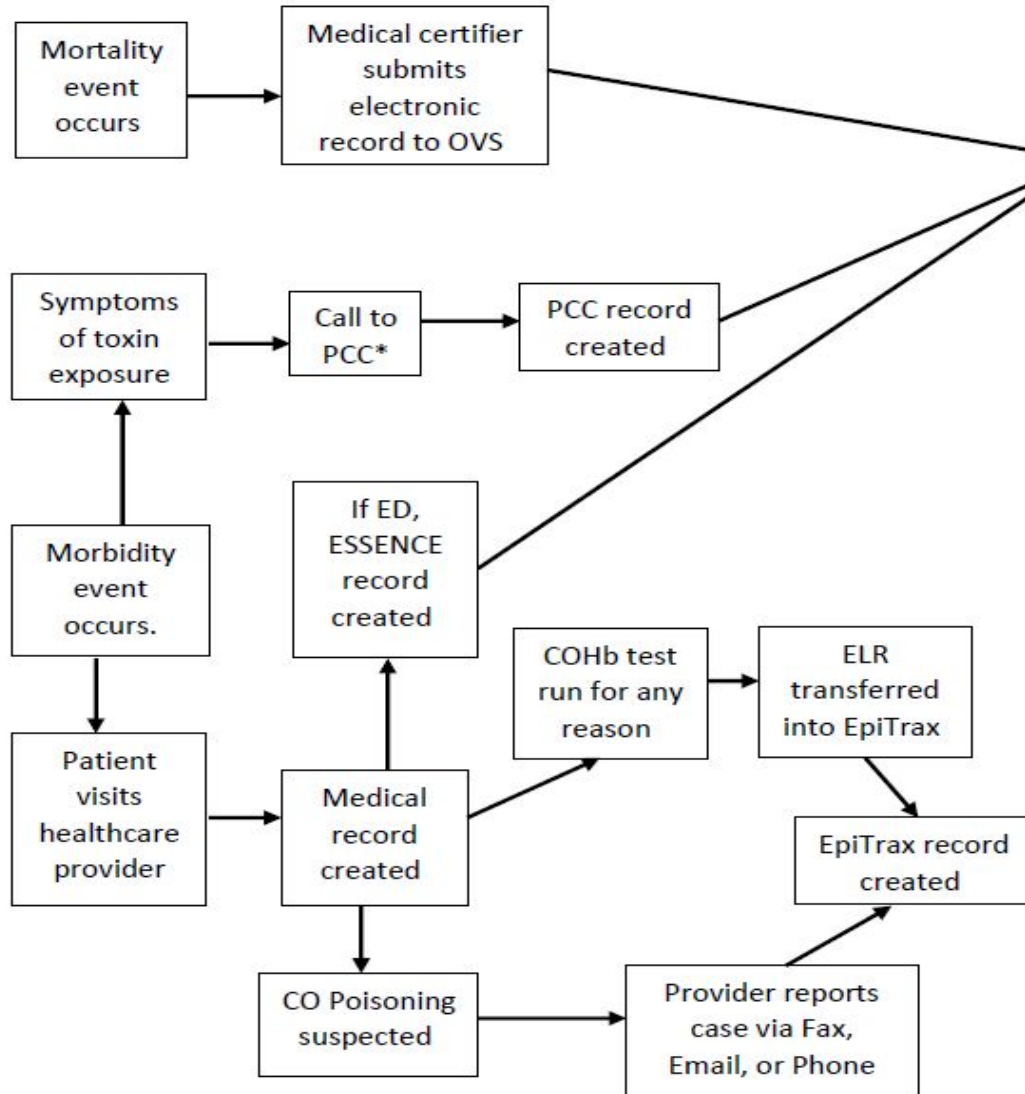 Mortality
event
occurs
Medical certifier
submits
electronic
record to OVS
Symptoms
of toxin
exposure
Call to
PCC*
PCC record
created
Morbidity
event
occurs.
If ED,
ESSENCE
record
created
COHb test
run for any
reason
ELR
transferred
into EpiTrax
Patient
visits
healthcare
provider
Medical
record
created
EpiTrax record
created
CO Poisoning
suspected
Provider reports
case via Fax,
Email, or Phone